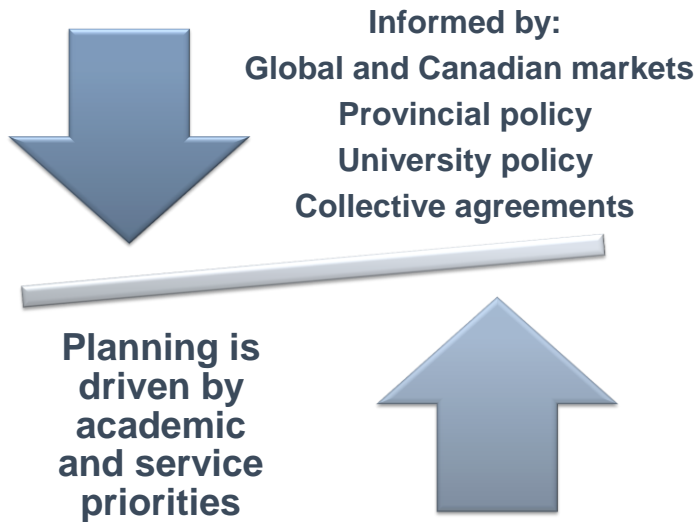 Informed by:
Global and Canadian markets
Provincial policy
University policy
Collective agreements
Planning is
driven by
academic
and service
priorities